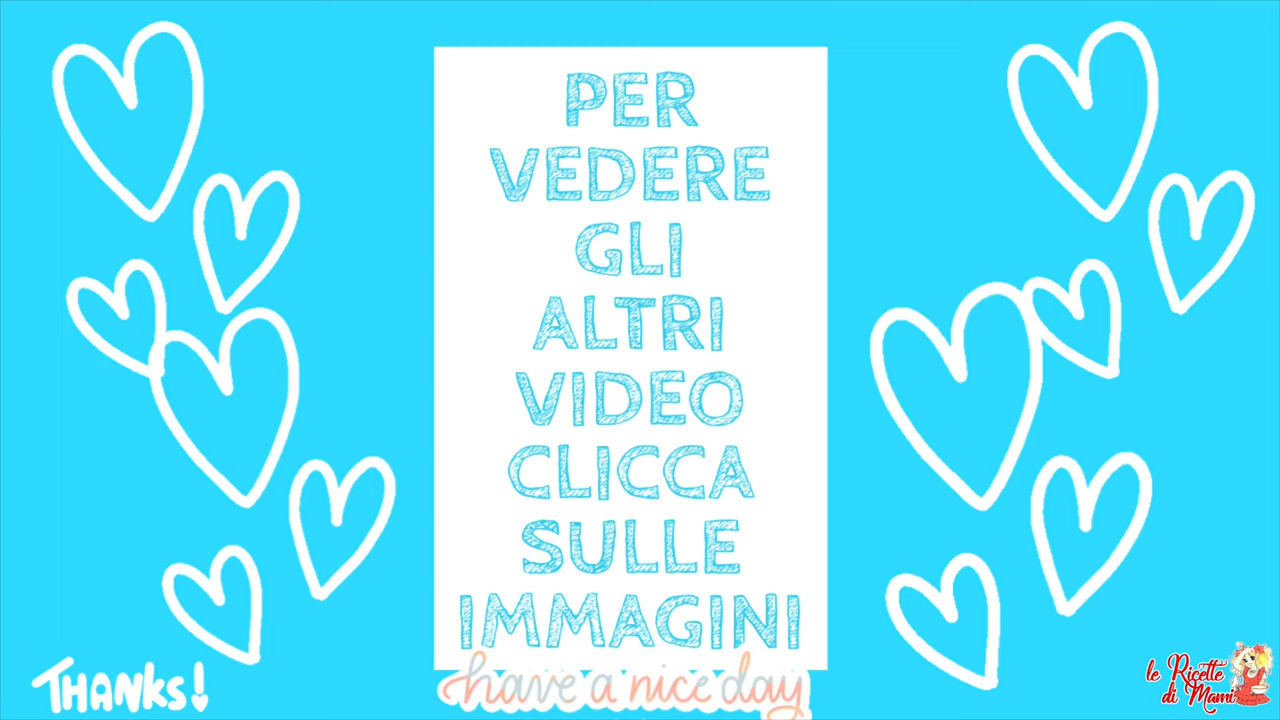 PER
VEDERE
GLI
ALTRI
VIDEO
CLICCA
SULLE
IMMAGINI
have a nice day
THANKS!
le Ricette
di Mami